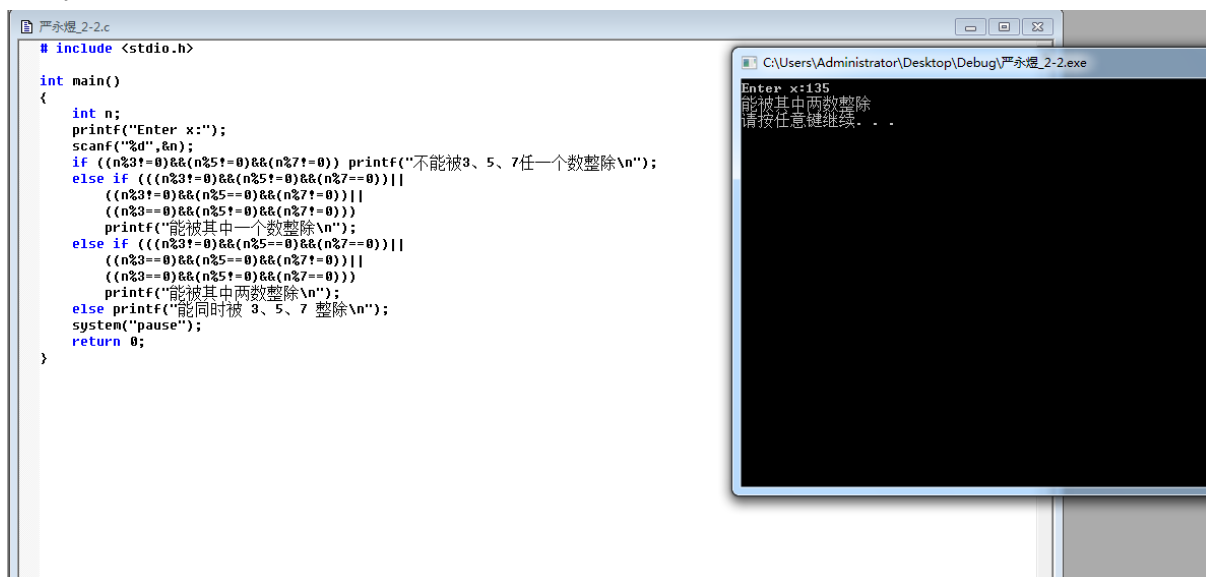 严永煜_2-2.c
# include <stdio.h>
int main()
{
int n;
printf("Enter x:");
scanf("%d",&n);
if ((n%3!=0)&&(n%5!=0)&&(n%7!=0)) printf("不能被3、5、7任一个数整除\n");
else if (((n%3!=0)&&(n%5!=0)&&(n%7==0))||
((n%3!=0)&&(n%5==0)&&(n%7!=0))||
((n%3==0)&&(n%5!=0)&&(n%7!=0)))
printf("能被其中一个数整除\n");
else if (((n%3!=0)&&(n%5==0)&&(n%7==0))||
((n%3==0)&&(n%5==0)&&(n%7!=0))||
((n%3==0)&&(n%5!=0)&&(n%7==0)))
printf("能被其中两数整除\n");
else printf("能同时被 3、5、7 整除\n");
system("pause");
return 0;
}
C:\Users\Administrator\Desktop\Debug\严永煜_2-2.exe
Enter x:135
能被其中两数整除
请按任意键继续. . .